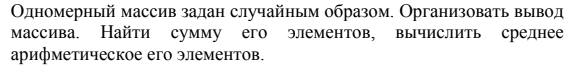 Одномерный массив задан случайным образом. Организовать вывод
массива. Найти сумму его элементов, вычислить среднее
арифметическое его элементов.